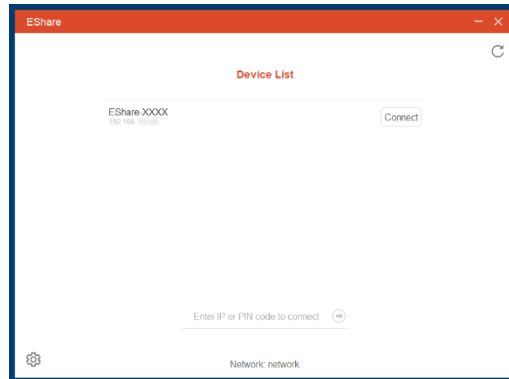 EShare
Device List
EShare-XXXX
192.168.
Connect
Enter IP or PIN code to connect
Network: network